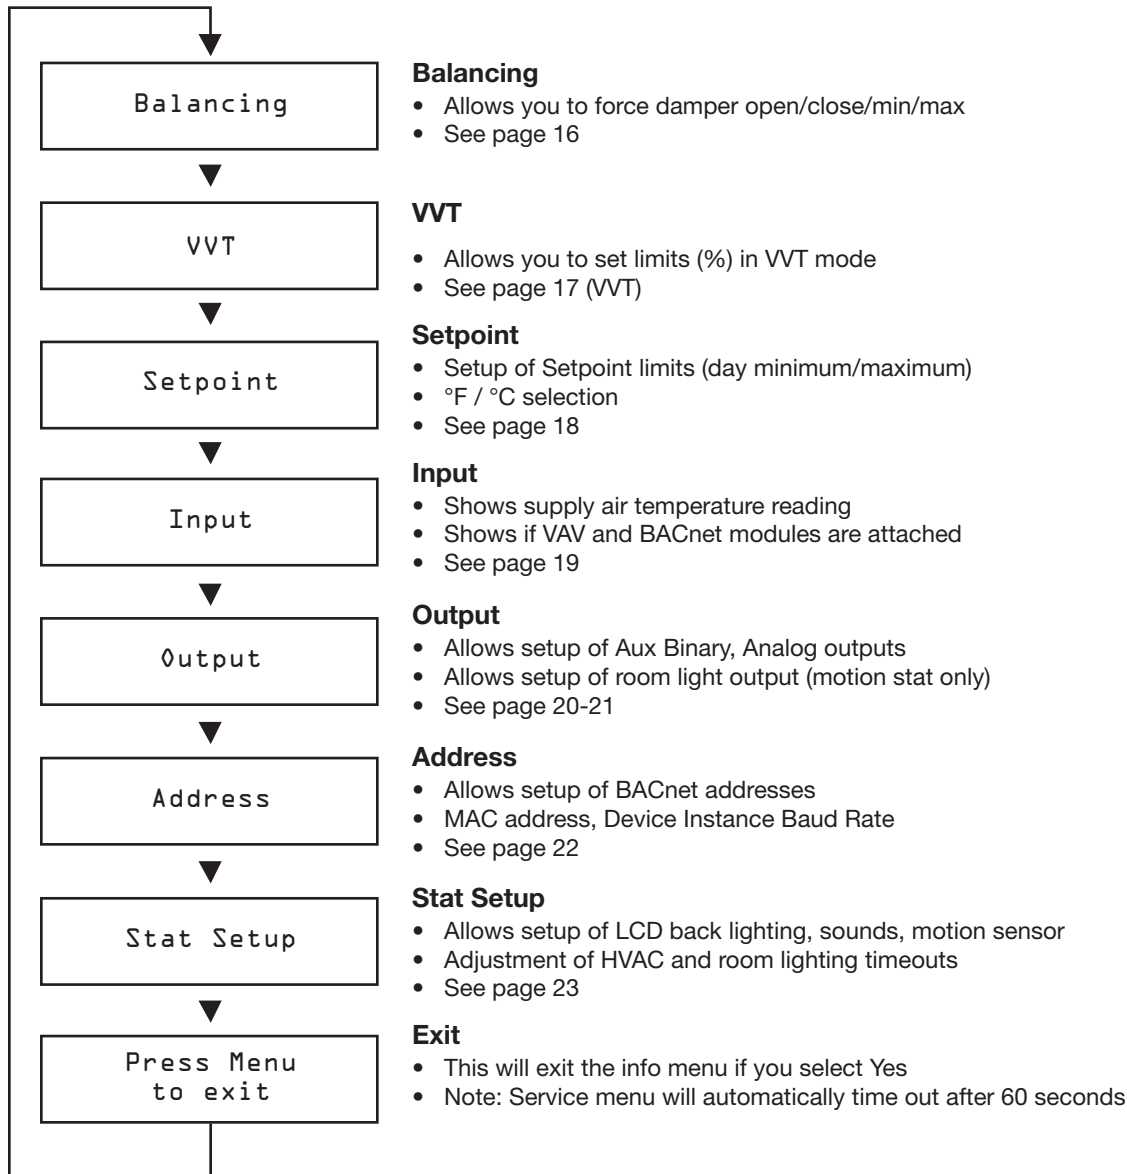 Balancing
Balancing
• Allows you to force damper open/close/min/max
• See page 16
VVT
VVT
• Allows you to set limits (%) in VVT mode
• See page 17 (VVT)
Setpoint
Setpoint
• Setup of Setpoint limits (day minimum/maximum)
• °F / °C selection
• See page 18
Input
Input
• Shows supply air temperature reading
• Shows if VAV and BACnet modules are attached
• See page 19
Output
Output
• Allows setup of Aux Binary, Analog outputs
• Allows setup of room light output (motion stat only)
• See page 20-21
Address
Address
• Allows setup of BACnet addresses
• MAC address, Device Instance Baud Rate
• See page 22
Stat Setup
Stat Setup
• Allows setup of LCD back lighting, sounds, motion sensor
• Adjustment of HVAC and room lighting timeouts
• See page 23
Press Menu
to exit
Exit
• This will exit the info menu if you select Yes
• Note: Service menu will automatically time out after 60 seconds